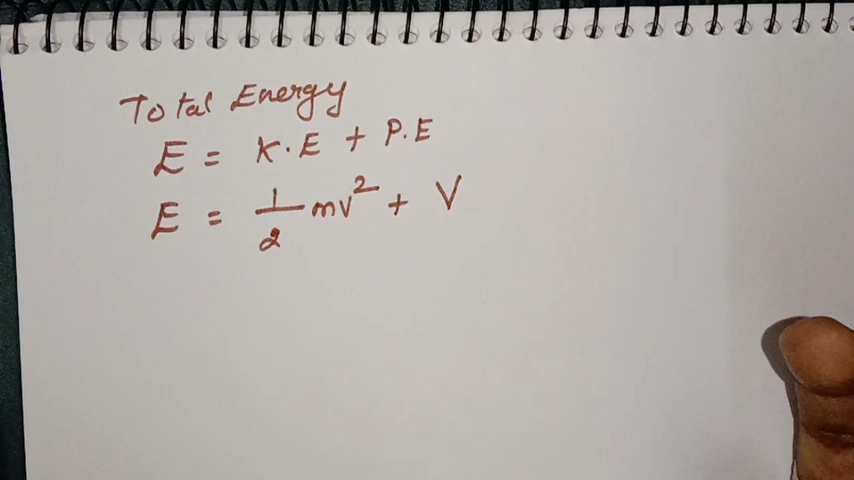 Total Energy
E = K.E + P.E
E = 1/2 mv² + V